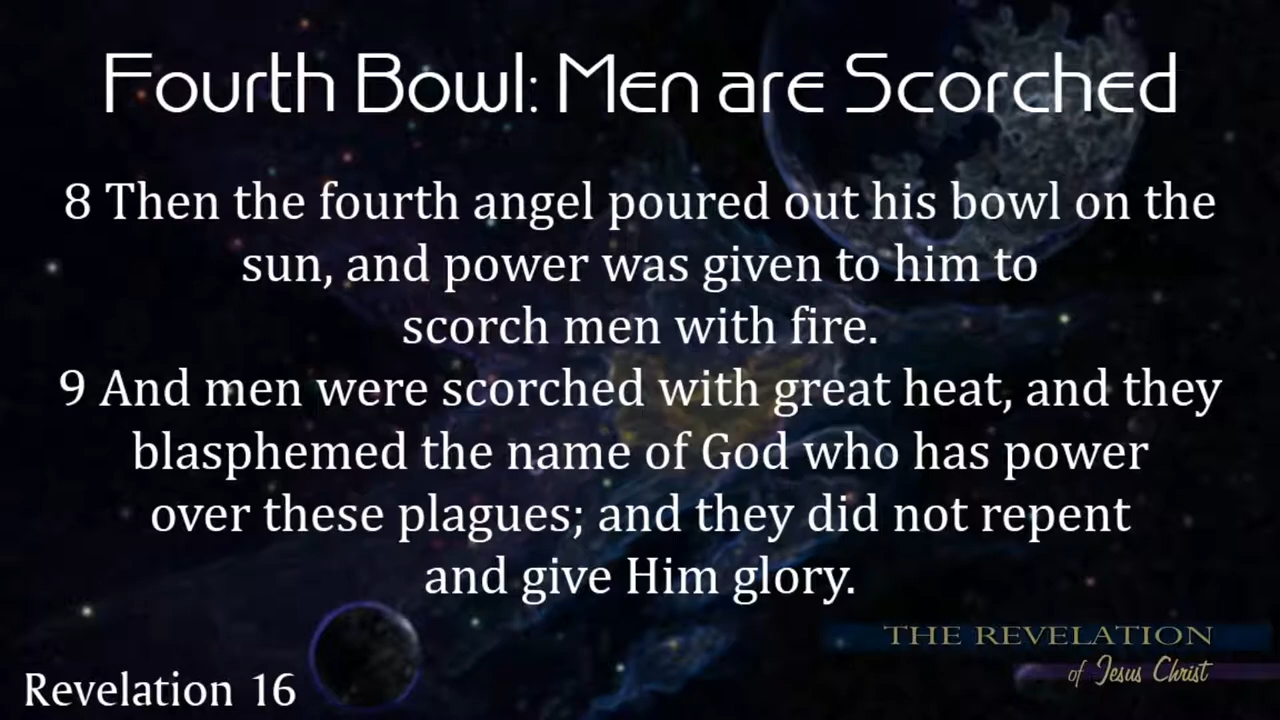 Fourth Bowl: Men are Scorched
8 Then the fourth angel poured out his bowl on the
sun, and power was given to him to
scorch men with fire.
9 And men were scorched with great heat, and they
blasphemed the name of God who has power
over these plagues; and they did not repent
and give Him glory.
THE REVELATION
of Jesus Christ
Revelation 16